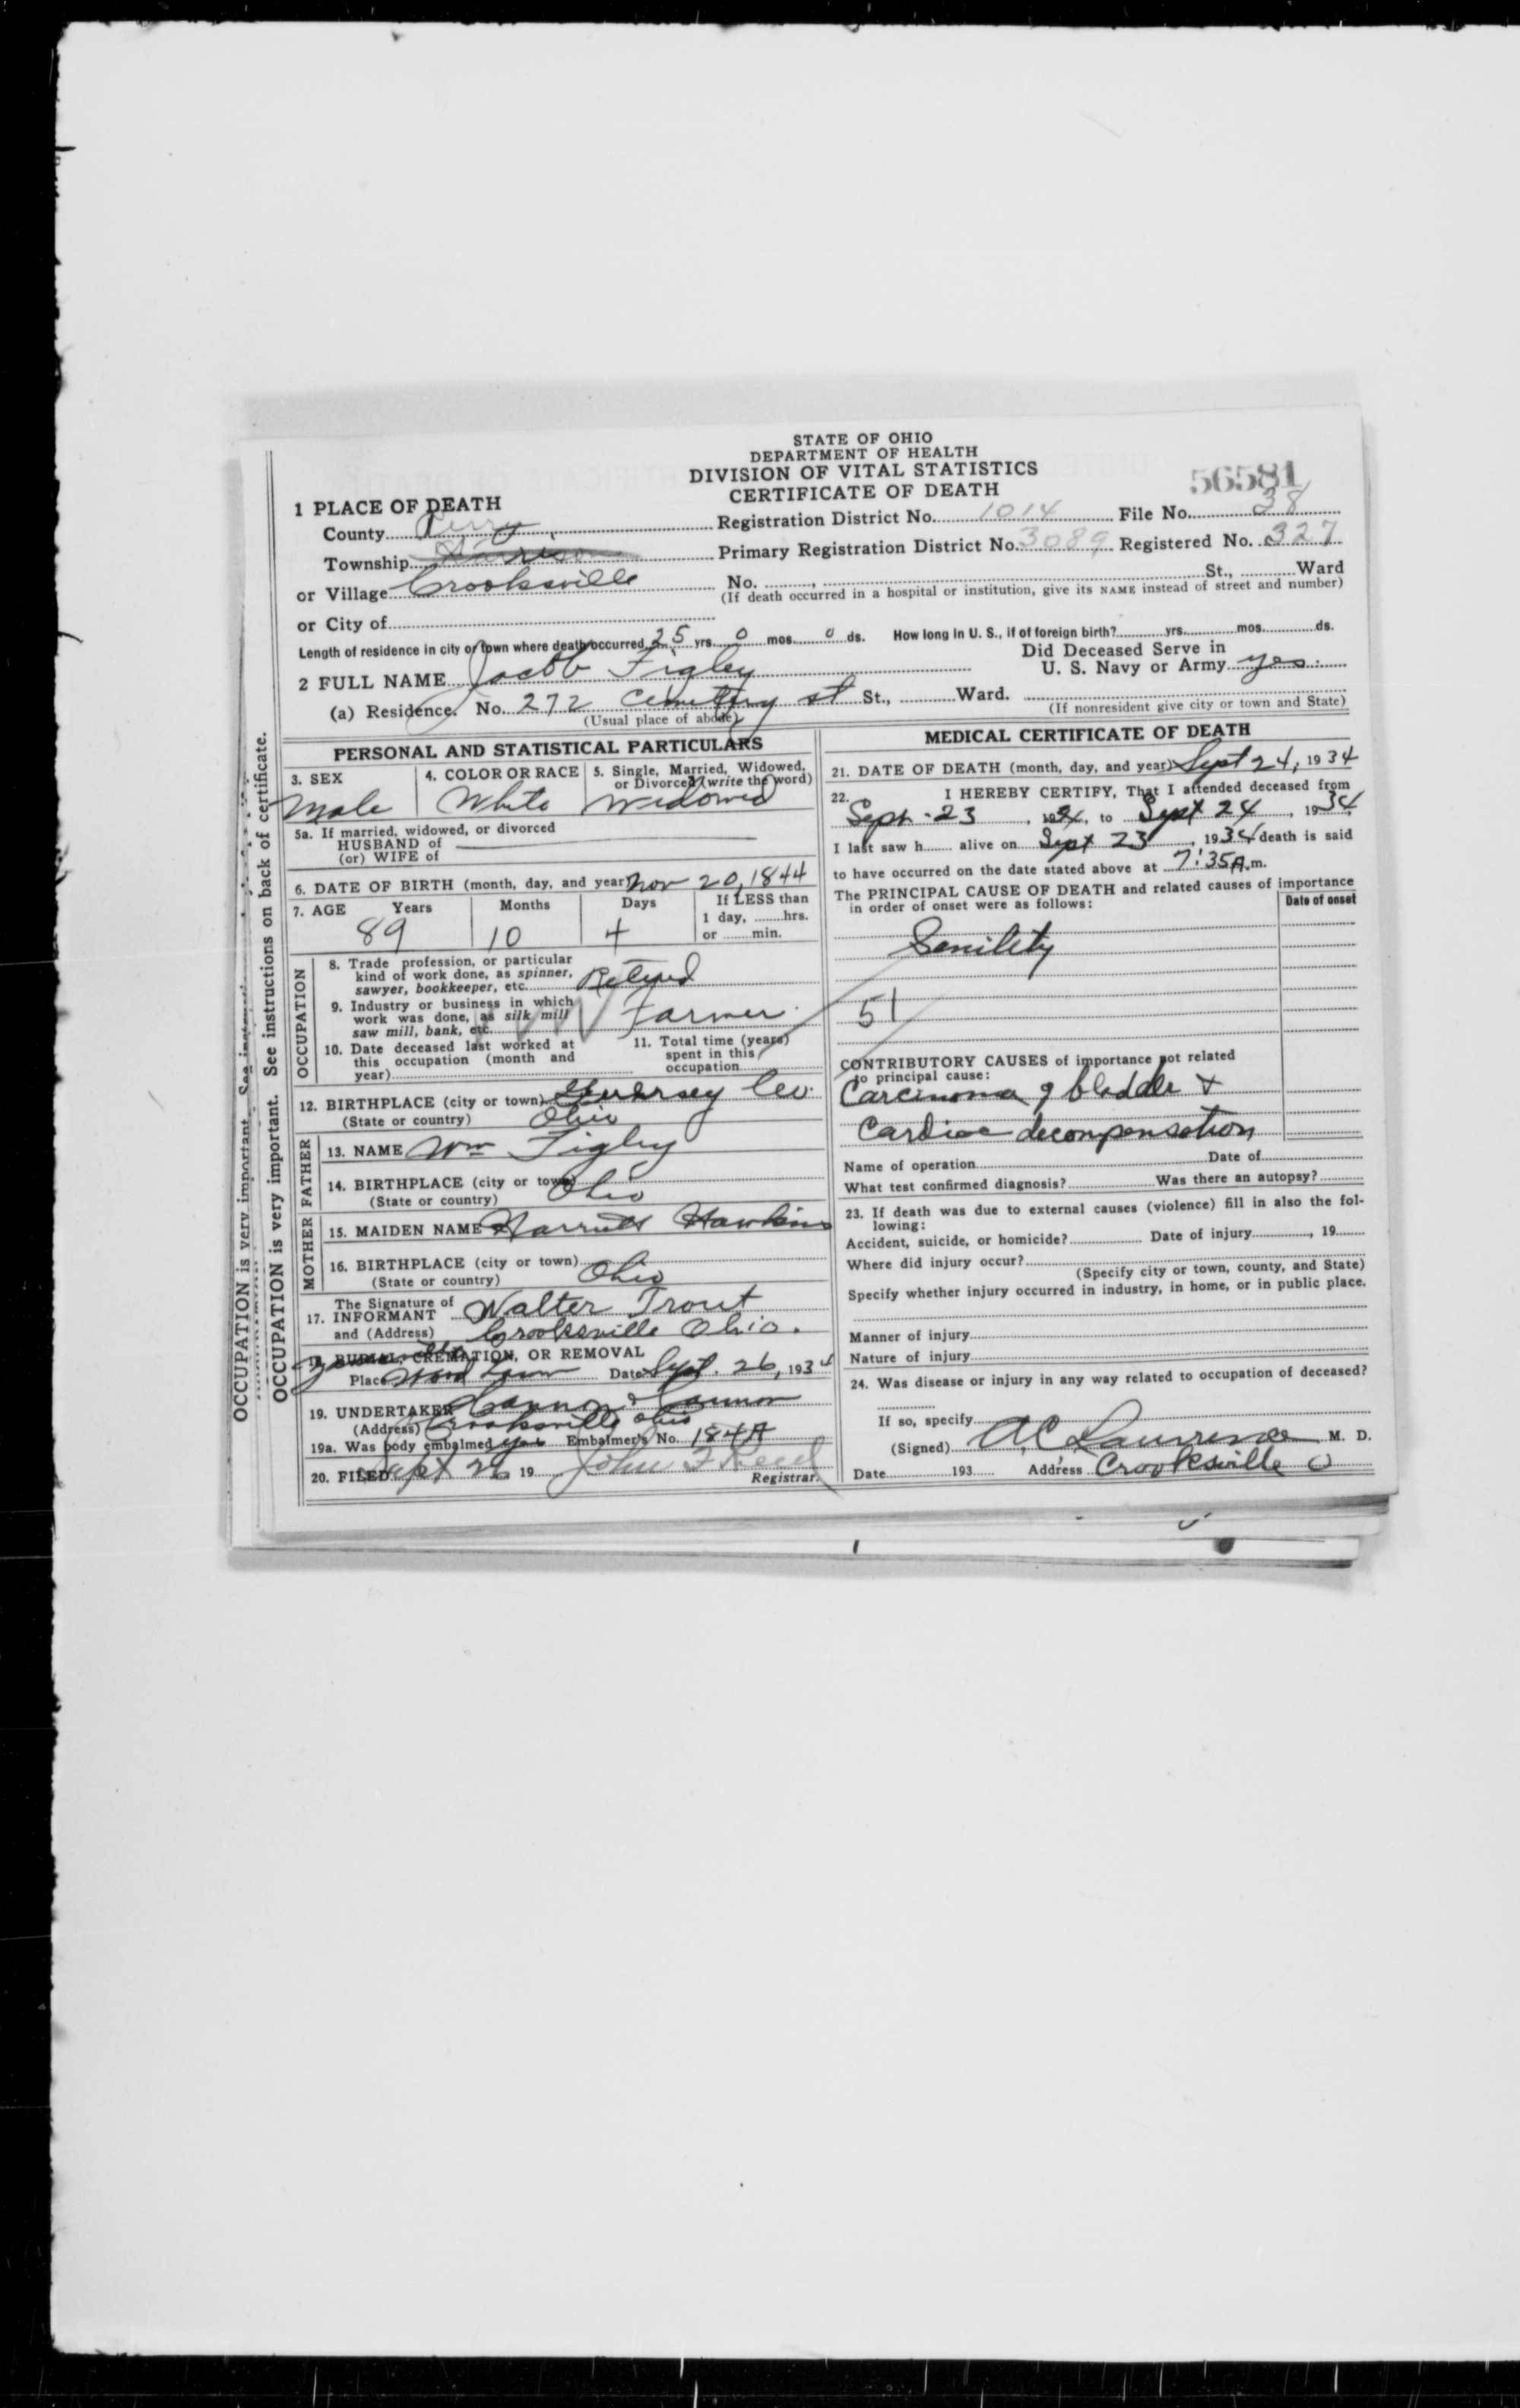 STATE OF OHIO
DEPARTMENT OF HEALTH
DIVISION OF VITAL STATISTICS
CERTIFICATE OF DEATH
56581
1 PLACE OF DEATH
County Perry Registration District No. 1014 File No. 38
Township Harrison Primary Registration District No. 3089 Registered No. 327
or Village Crooksville No. , St., Ward
(If death occurred in a hospital or institution, give its NAME instead of street and number)
or City of
Length of residence in city or town where death occurred 25 yrs. 0 mos. 0 ds. How long in U. S., if of foreign birth? yrs. mos. ds.
2 FULL NAME Jacob Figley Did Deceased Serve in U. S. Navy or Army yes.
(a) Residence. No. 272 Cemetery st St., Ward.
(Usual place of abode) (If nonresident give city or town and State)
PERSONAL AND STATISTICAL PARTICULARS
3. SEX 4. COLOR OR RACE 5. Single, Married, Widowed, or Divorced (write the word)
Male White Widowed
5a. If married, widowed, or divorced
HUSBAND of
(or) WIFE of
6. DATE OF BIRTH (month, day, and year) Nov 20, 1844
7. AGE Years Months Days If LESS than
1 day, hrs.
or min.
89 10 4
OCCUPATION
8. Trade profession, or particular
kind of work done, as spinner,
sawyer, bookkeeper, etc. Retired
9. Industry or business in which
work was done, as silk mill
saw mill, bank, etc. Farmer
10. Date deceased last worked at
this occupation (month and
year)
11. Total time (years)
spent in this
occupation
12. BIRTHPLACE (city or town) Guernsey Co.
(State or country) Ohio
FATHER
13. NAME Wm Figley
14. BIRTHPLACE (city or town)
(State or country) Ohio
MOTHER
15. MAIDEN NAME Harriett Hawkins
16. BIRTHPLACE (city or town)
(State or country) Ohio
17. The Signature of
INFORMANT Walter Trout
and (Address) Crooksville Ohio.
BURIAL, CREMATION, OR REMOVAL
Place Wood Lawn Date Sept. 26, 1934
19. UNDERTAKER Cannon & Cannon
(Address) Crooksville Ohio
19a. Was body embalmed yes Embalmer's No. 184A
20. FILED Sept 26 19 John F Reed
Registrar.
MEDICAL CERTIFICATE OF DEATH
21. DATE OF DEATH (month, day, and year) Sept 24, 1934
22. I HEREBY CERTIFY, That I attended deceased from
Sept. 23, 1934, to Sept 24, 1934
I last saw h alive on Sept 23, 1934 death is said
to have occurred on the date stated above at 7:35 A.m.
The PRINCIPAL CAUSE OF DEATH and related causes of importance
in order of onset were as follows: Date of onset
Senility
51
CONTRIBUTORY CAUSES of importance not related
to principal cause:
Carcinoma of bladder &
Cardiac decompensation
Name of operation Date of
What test confirmed diagnosis? Was there an autopsy?
23. If death was due to external causes (violence) fill in also the fol-
lowing:
Accident, suicide, or homicide? Date of injury , 19
Where did injury occur?
(Specify city or town, county, and State)
Specify whether injury occurred in industry, in home, or in public place.
Manner of injury
Nature of injury
24. Was disease or injury in any way related to occupation of deceased?
If so, specify
(Signed) A C Lawrence M. D.
Date 193 Address Crooksville O
OCCUPATION is very important. See instructions on back of certificate.
OCCUPATION is very important